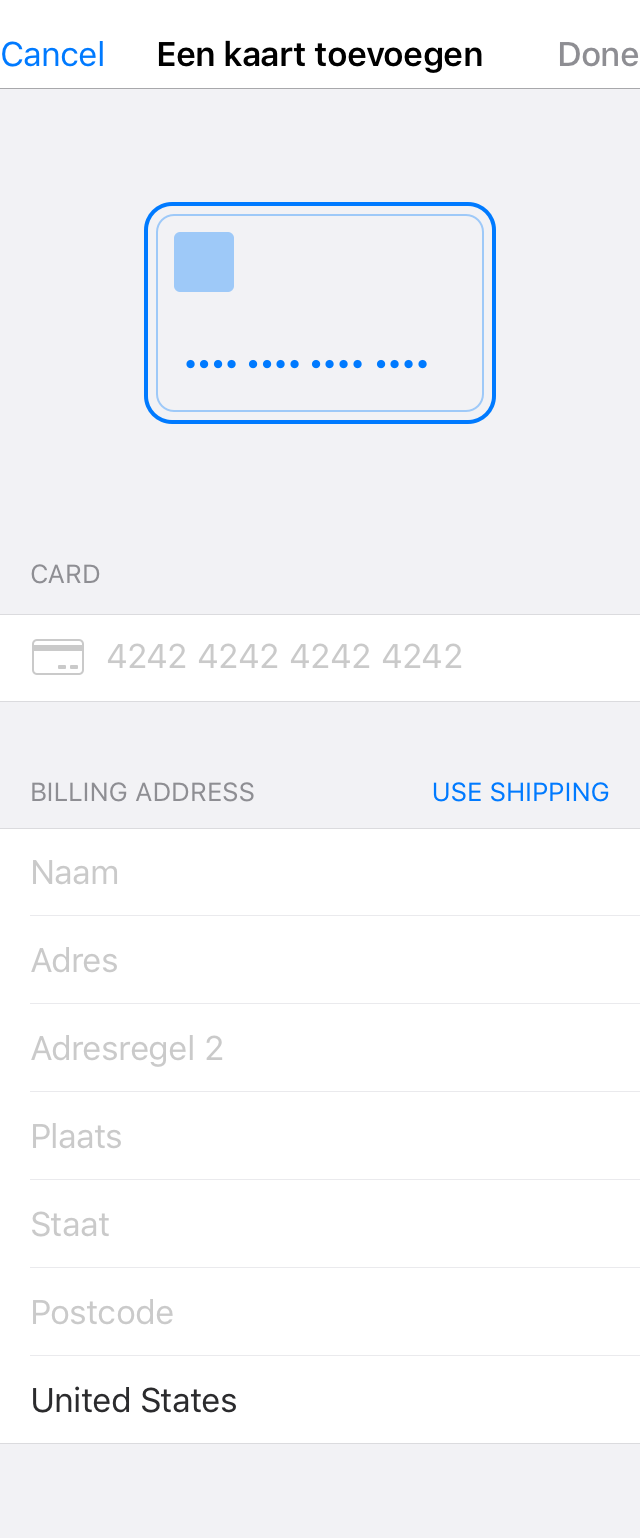 Cancel Een kaart toevoegen Done
•••• •••• •••• ••••
CARD
4242 4242 4242 4242
BILLING ADDRESS USE SHIPPING
Naam
Adres
Adresregel 2
Plaats
Staat
Postcode
United States